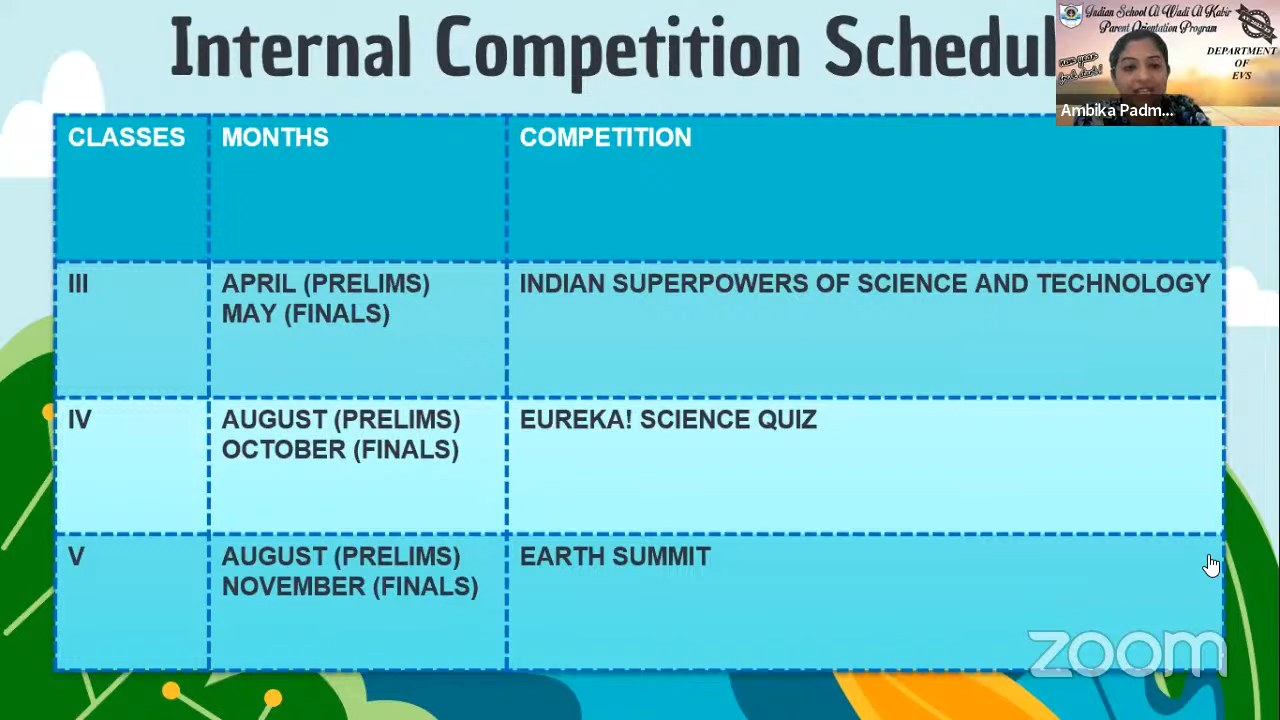 Internal Competition Schedul
Indian School Al Wadi Al Kabir
Parent Orientation Program
DEPARTMENT
OF
EVS
Ambika Padm...
CLASSES MONTHS COMPETITION
III APRIL (PRELIMS) INDIAN SUPERPOWERS OF SCIENCE AND TECHNOLOGY
MAY (FINALS)
IV AUGUST (PRELIMS) EUREKA! SCIENCE QUIZ
OCTOBER (FINALS)
V AUGUST (PRELIMS) EARTH SUMMIT
NOVEMBER (FINALS)
zoom